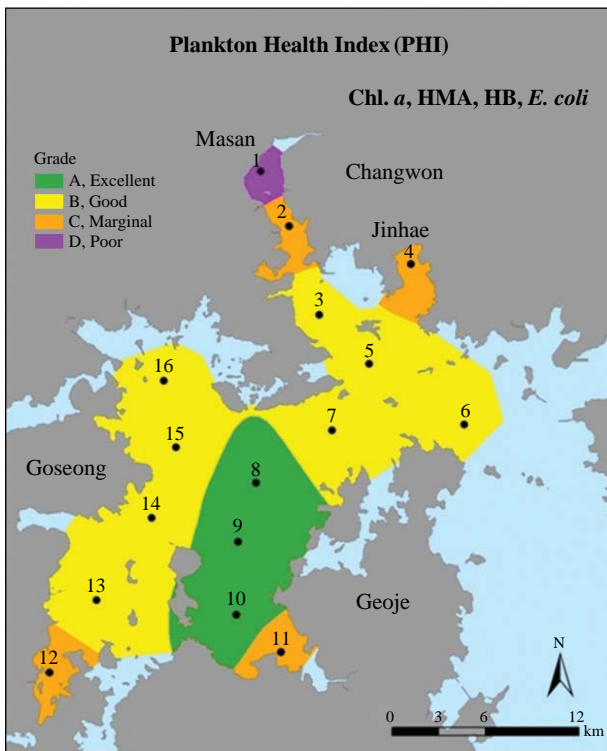 Plankton Health Index (PHI)
Chl. a, HMA, HB, E. coli
Masan
Grade
1
Changwon
A, Excellent
B, Good
C, Marginal
D, Poor
2
Jinhae
4
3
5
16
6
7
15
Goseong
8
14
9
13
10
Geoje
11
12
N
0 3 6 12
km